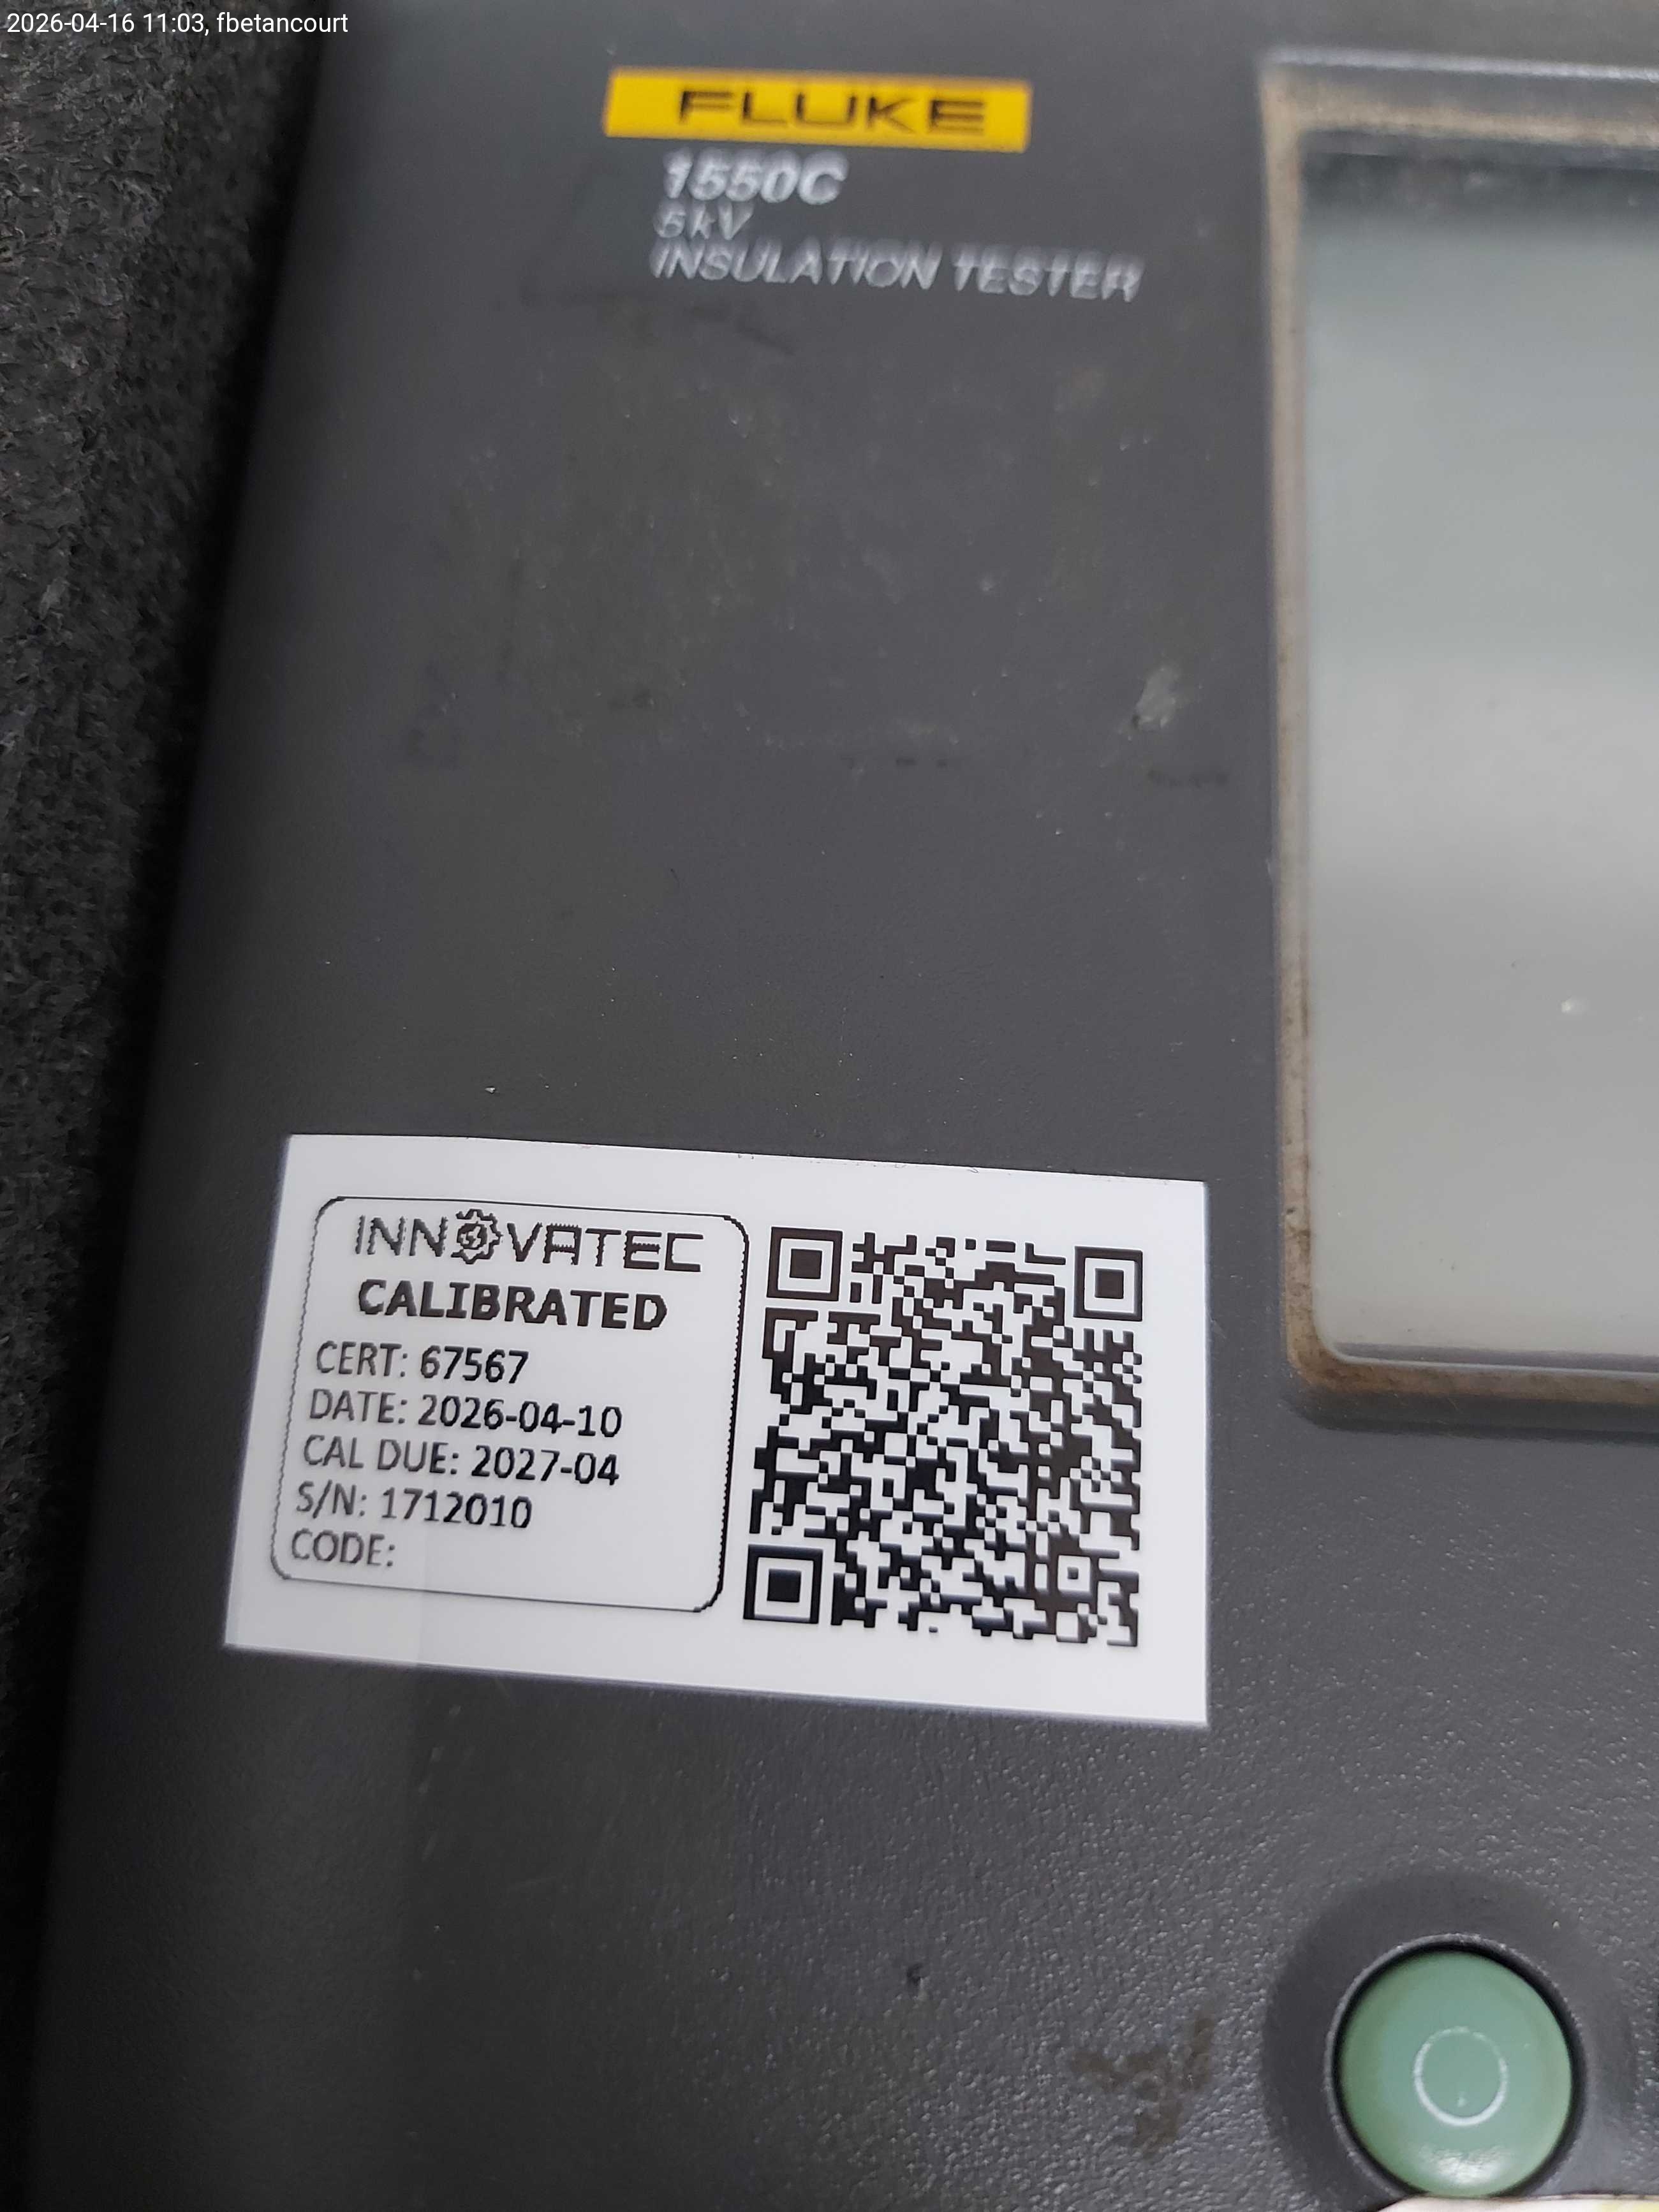 2026-04-16 11:03, fbetancourt
FLUKE
1550C
5kV
INSULATION TESTER
INNOVATEC
CALIBRATED
CERT: 67567
DATE: 2026-04-10
CAL DUE: 2027-04
S/N: 1712010
CODE: